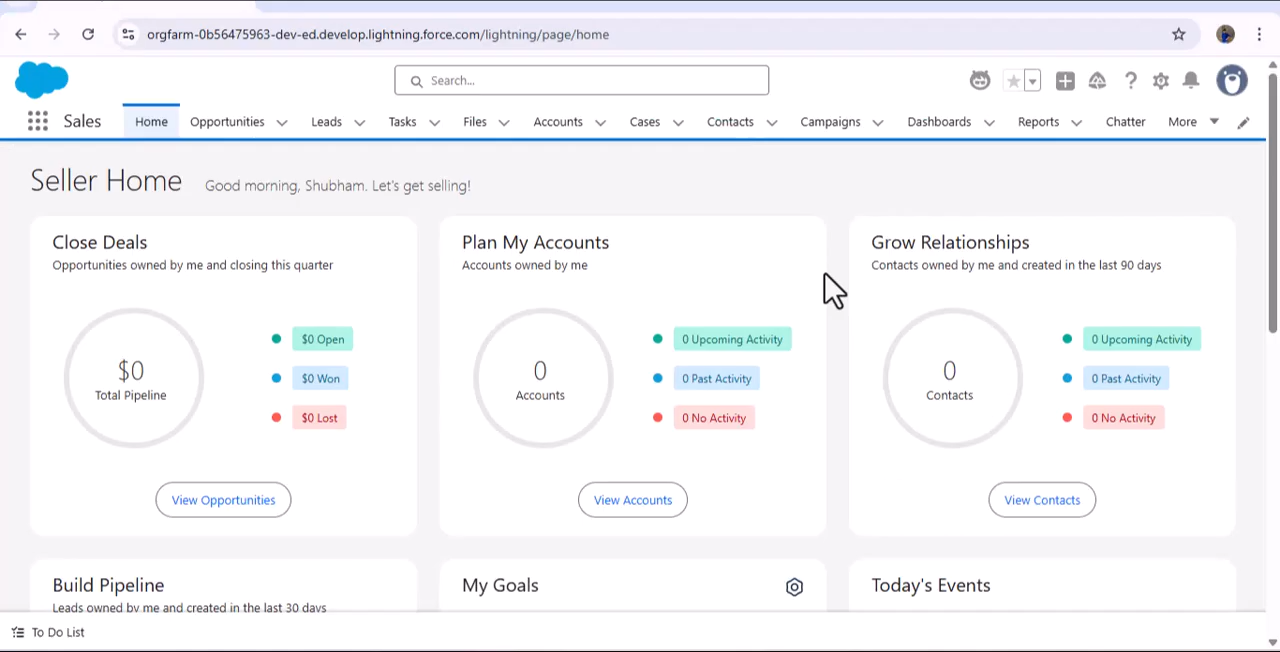 orgfarm-0b56475963-dev-ed.develop.lightning.force.com/lightning/page/home
Search...
Sales Home Opportunities Leads Tasks Files Accounts Cases Contacts Campaigns Dashboards Reports Chatter More
Seller Home Good morning, Shubham. Let's get selling!
Close Deals
Opportunities owned by me and closing this quarter
$0
Total Pipeline
$0 Open
$0 Won
$0 Lost
View Opportunities
Plan My Accounts
Accounts owned by me
0
Accounts
0 Upcoming Activity
0 Past Activity
0 No Activity
View Accounts
Grow Relationships
Contacts owned by me and created in the last 90 days
0
Contacts
0 Upcoming Activity
0 Past Activity
0 No Activity
View Contacts
Build Pipeline
Leads owned by me and created in the last 30 days
My Goals
Today's Events
To Do List